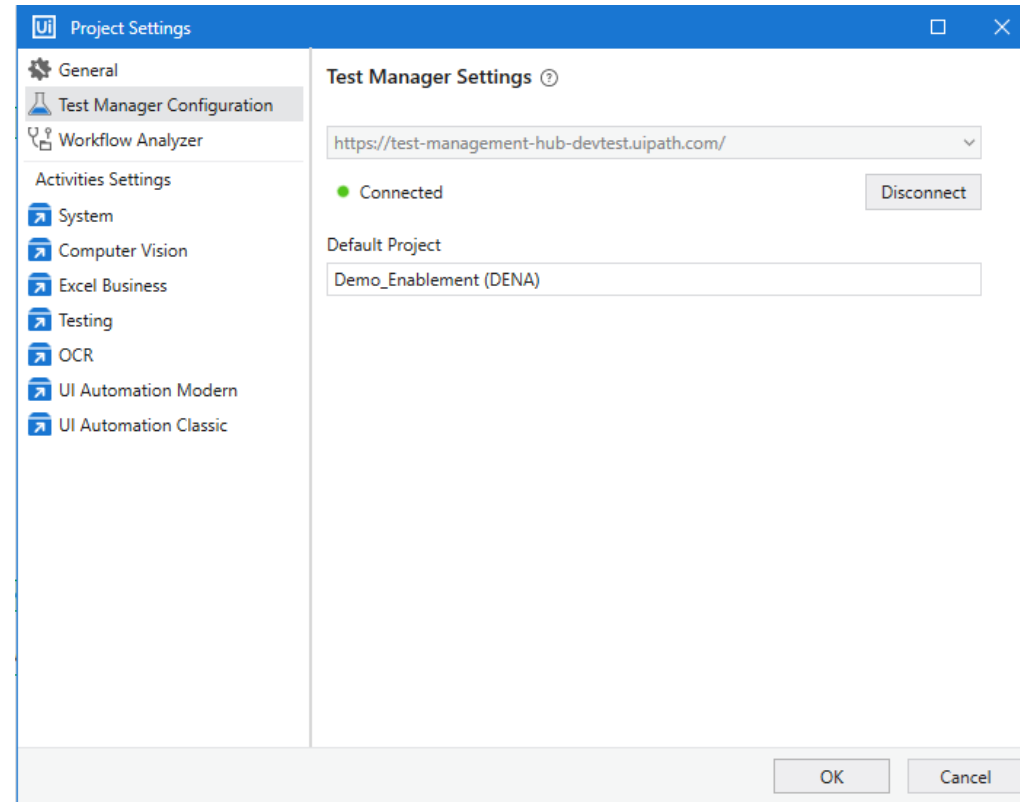 Ui Project Settings
General
Test Manager Configuration
Workflow Analyzer
Activities Settings
System
Computer Vision
Excel Business
Testing
OCR
UI Automation Modern
UI Automation Classic
Test Manager Settings ?
https://test-management-hub-devtest.uipath.com/
Connected
Disconnect
Default Project
Demo_Enablement (DENA)
OK
Cancel